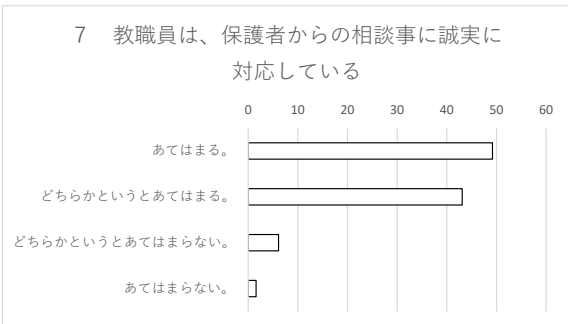 ７　教職員は、保護者からの相談事に誠実に
対応している
0 10 20 30 40 50 60
あてはまる。
どちらかというとあてはまる。
どちらかというとあてはまらない。
あてはまらない。